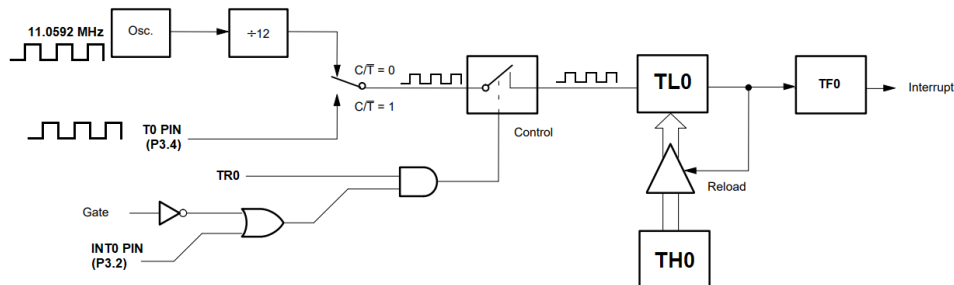 11.0592 MHz
Osc.
÷12
C/T̅ = 0
C/T̅ = 1
T0 PIN
(P3.4)
Control
TL0
TF0
Interrupt
TR0
Reload
Gate
INT0 PIN
(P3.2)
TH0